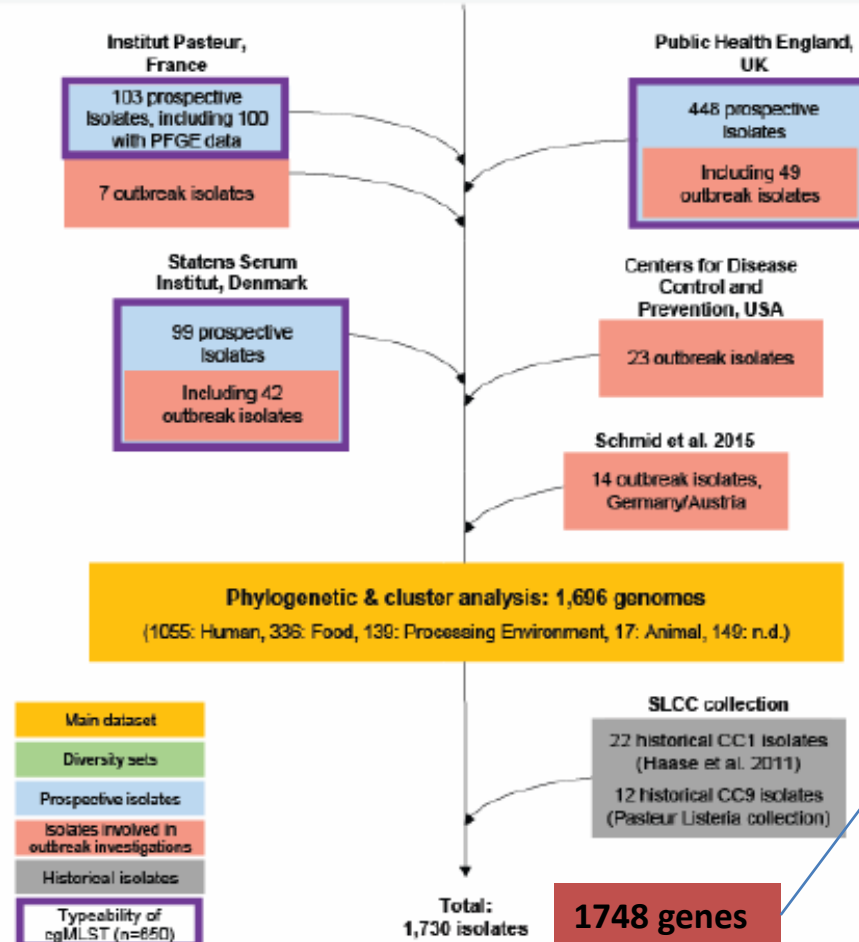 Institut Pasteur,
France
103 prospective
Isolates, including 100
with PFGE data
7 outbreak isolates
Public Health England,
UK
448 prospective
Isolates
Including 49
outbreak isolates
Statens Serum
Institut, Denmark
99 prospective
Isolates
Including 42
outbreak isolates
Centers for Disease
Control and
Prevention, USA
23 outbreak isolates
Schmid et al. 2015
14 outbreak isolates,
Germany/Austria
Phylogenetic & cluster analysis: 1,696 genomes
(1055: Human, 336: Food, 139: Processing Environment, 17: Animal, 149: n.d.)
Main dataset
Diversity sets
Prospective isolates
Isolates involved in
outbreak investigations
Historical isolates
Typeability of
cgMLST (n=650)
SLCC collection
22 historical CC1 isolates
(Haase et al. 2011)
12 historical CC9 isolates
(Pasteur Listeria collection)
Total:
1,730 isolates
1748 genes